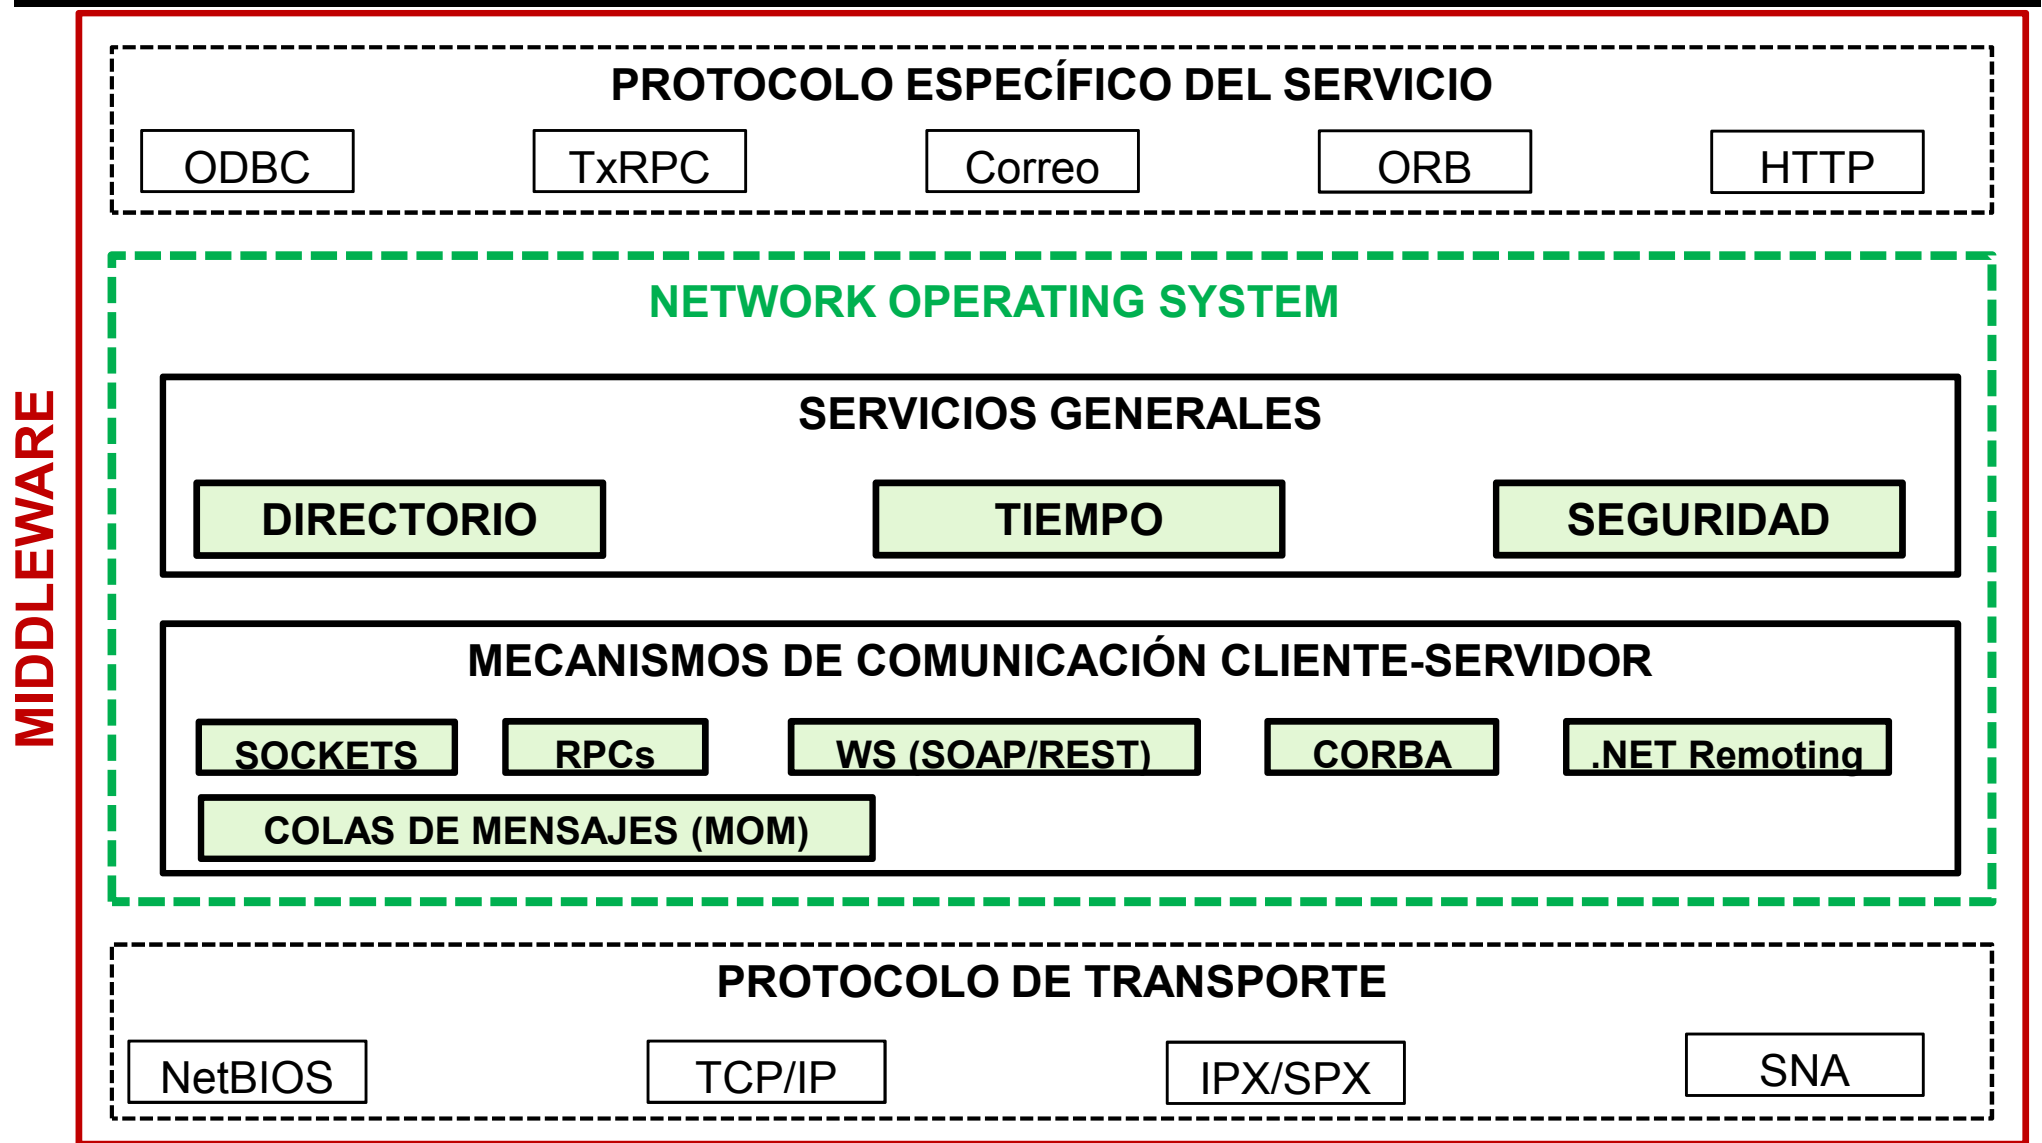 PROTOCOLO ESPECÍFICO DEL SERVICIO
ODBC
TxRPC
Correo
ORB
HTTP
NETWORK OPERATING SYSTEM
SERVICIOS GENERALES
DIRECTORIO
TIEMPO
SEGURIDAD
MIDDLEWARE
MECANISMOS DE COMUNICACIÓN CLIENTE-SERVIDOR
SOCKETS
RPCs
WS (SOAP/REST)
CORBA
.NET Remoting
COLAS DE MENSAJES (MOM)
PROTOCOLO DE TRANSPORTE
NetBIOS
TCP/IP
IPX/SPX
SNA